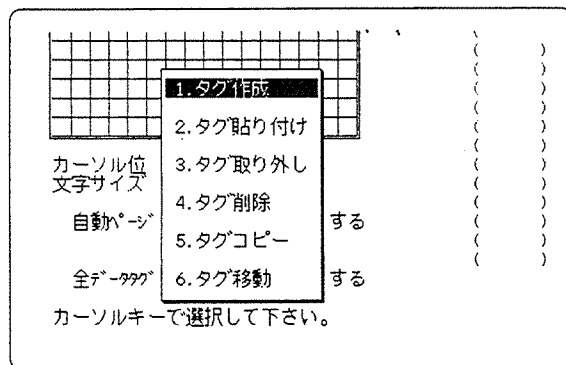 1.タグ作成
2.タグ貼り付け
3.タグ取り外し
4.タグ削除
5.タグコピー
6.タグ移動
カーソル位
文字サイズ
自動ページ
する
全データタグ
する
カーソルキーで選択して下さい。